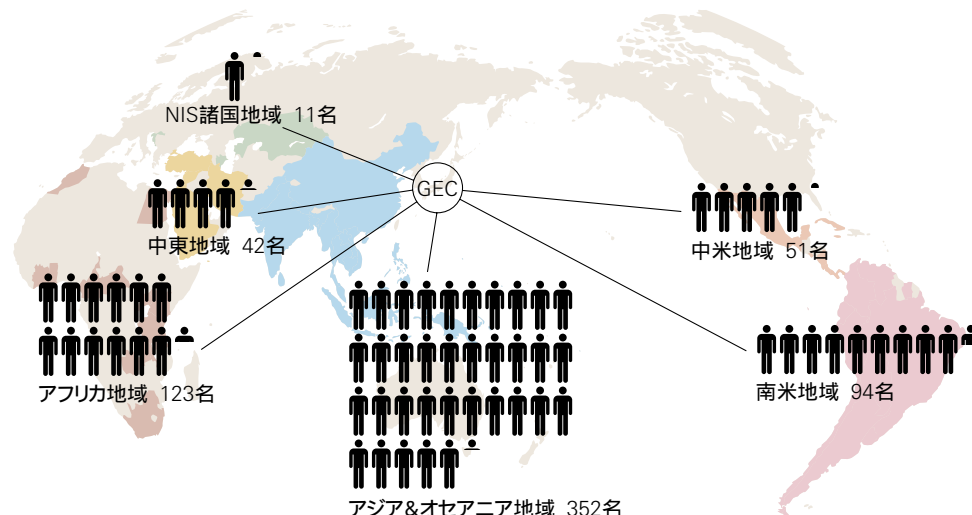 NIS諸国地域 11名
GEC
中東地域 42名
中米地域 51名
アフリカ地域 123名
南米地域 94名
アジア&オセアニア地域 352名